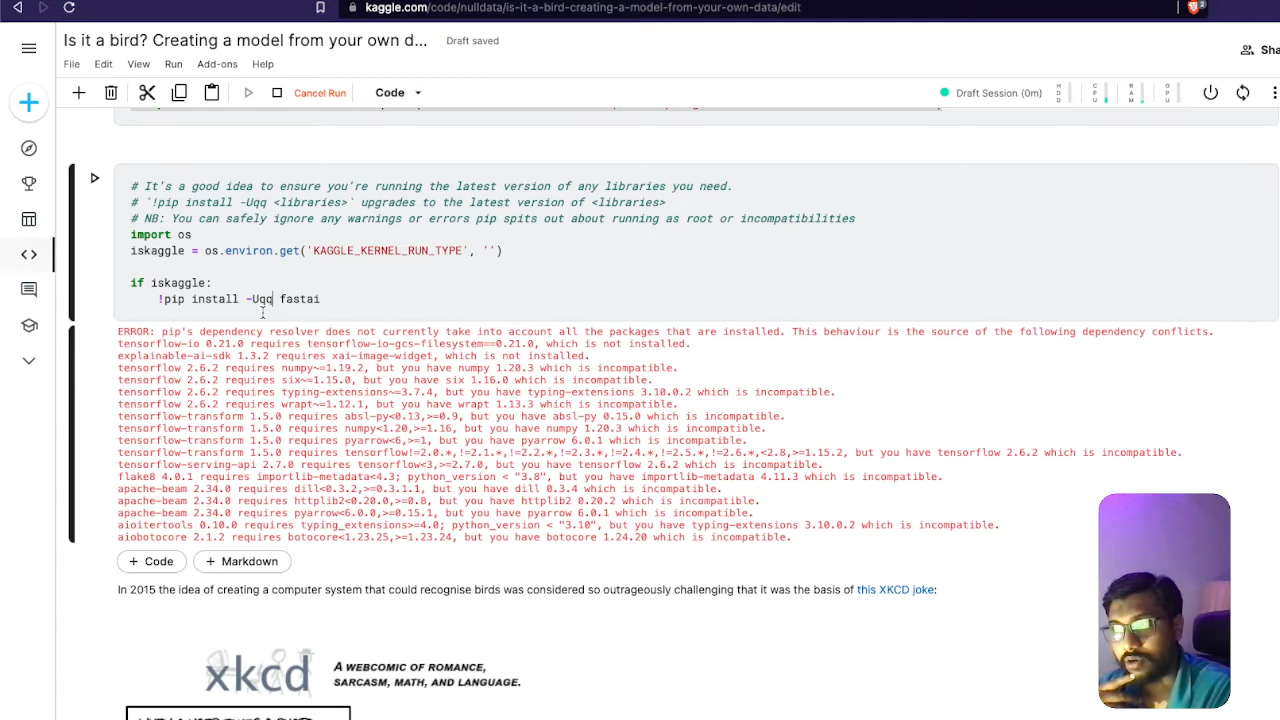 kaggle.com/code/nulldata/is-it-a-bird-creating-a-model-from-your-own-data/edit
Is it a bird? Creating a model from your own d...
Draft saved
Sha
File Edit View Run Add-ons Help
Cancel Run
Code
Draft Session (0m)
HDD
CPU
RAM
GPU
# It's a good idea to ensure you're running the latest version of any libraries you need.
# `!pip install -Uqq <libraries>` upgrades to the latest version of <libraries>
# NB: You can safely ignore any warnings or errors pip spits out about running as root or incompatibilities
import os
iskaggle = os.environ.get('KAGGLE_KERNEL_RUN_TYPE', '')
if iskaggle:
!pip install -Uqq fastai
ERROR: pip's dependency resolver does not currently take into account all the packages that are installed. This behaviour is the source of the following dependency conflicts.
tensorflow-io 0.21.0 requires tensorflow-io-gcs-filesystem==0.21.0, which is not installed.
explainable-ai-sdk 1.3.2 requires xai-image-widget, which is not installed.
tensorflow 2.6.2 requires numpy~=1.19.2, but you have numpy 1.20.3 which is incompatible.
tensorflow 2.6.2 requires six~=1.15.0, but you have six 1.16.0 which is incompatible.
tensorflow 2.6.2 requires typing-extensions~=3.7.4, but you have typing-extensions 3.10.0.2 which is incompatible.
tensorflow 2.6.2 requires wrapt~=1.12.1, but you have wrapt 1.13.3 which is incompatible.
tensorflow-transform 1.5.0 requires absl-py<0.13,>=0.9, but you have absl-py 0.15.0 which is incompatible.
tensorflow-transform 1.5.0 requires numpy<1.20,>=1.16, but you have numpy 1.20.3 which is incompatible.
tensorflow-transform 1.5.0 requires pyarrow<6,>=1, but you have pyarrow 6.0.1 which is incompatible.
tensorflow-transform 1.5.0 requires tensorflow!=2.0.*,!=2.1.*,!=2.2.*,!=2.3.*,!=2.4.*,!=2.5.*,!=2.6.*,<2.8,>=1.15.2, but you have tensorflow 2.6.2 which is incompatible.
tensorflow-serving-api 2.7.0 requires tensorflow<3,>=2.7.0, but you have tensorflow 2.6.2 which is incompatible.
flake8 4.0.1 requires importlib-metadata<4.3; python_version < "3.8", but you have importlib-metadata 4.11.3 which is incompatible.
apache-beam 2.34.0 requires dill<0.3.2,>=0.3.1.1, but you have dill 0.3.4 which is incompatible.
apache-beam 2.34.0 requires httplib2<0.20.0,>=0.8, but you have httplib2 0.20.2 which is incompatible.
apache-beam 2.34.0 requires pyarrow<6.0.0,>=0.15.1, but you have pyarrow 6.0.1 which is incompatible.
aioitertools 0.10.0 requires typing_extensions>=4.0; python_version < "3.10", but you have typing-extensions 3.10.0.2 which is incompatible.
aiobotocore 2.1.2 requires botocore<1.23.25,>=1.23.24, but you have botocore 1.24.20 which is incompatible.
+ Code + Markdown
In 2015 the idea of creating a computer system that could recognise birds was considered so outrageously challenging that it was the basis of this XKCD joke:
xkcd
A WEBCOMIC OF ROMANCE,
SARCASM, MATH, AND LANGUAGE.